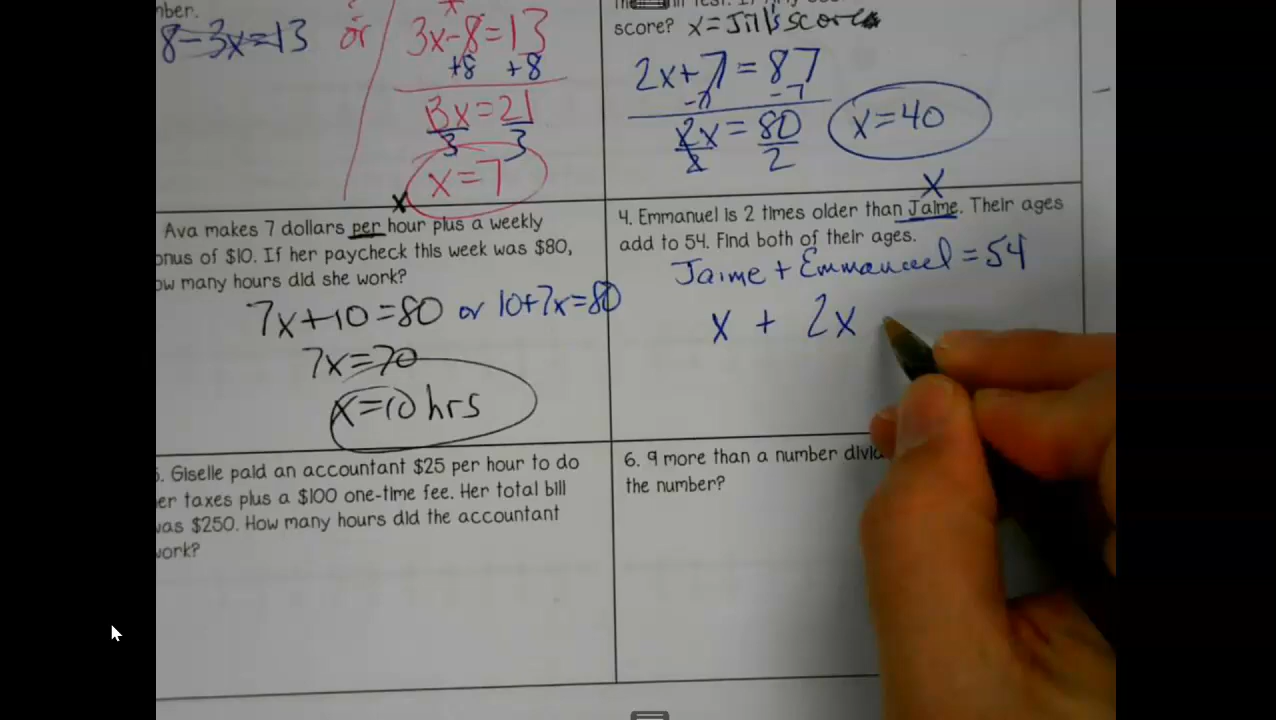 mber.
8-3x=13 or
3x-8=13
+8 +8
3x=21
3 3
x=7
score? x=Jill's score
2x+7=87
-7 -7
2x=80
2 2
x=40
x
Ava makes 7 dollars per hour plus a weekly
onus of $10. If her paycheck this week was $80,
ow many hours did she work?
7x+10=80 or 10+7x=80
7x=70
x=10 hrs
x
4. Emmanuel is 2 times older than Jaime. Their ages
add to 54. Find both of their ages.
Jaime + Emmanuel = 54
x + 2x
5. Giselle paid an accountant $25 per hour to do
er taxes plus a $100 one-time fee. Her total bill
was $250. How many hours did the accountant
work?
6. 9 more than a number
the number?